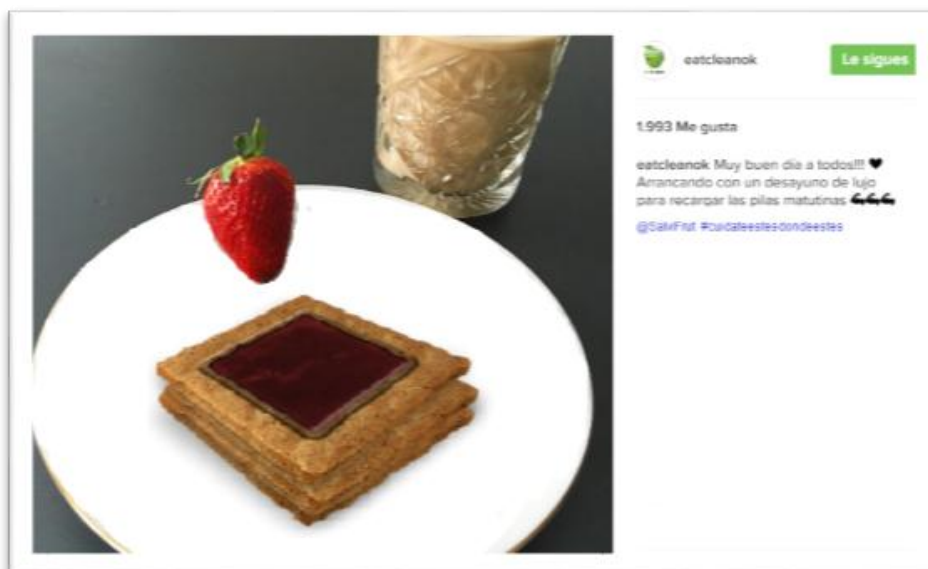 eatcleanok
Le sigues
1.993 Me gusta
eatcleanok Muy buen día a todos!!! ♥
Arrancando con un desayuno de lujo
para recargar las pilas matutinas 💪💪💪
@SalviFrut #cuidateestesdondeestes